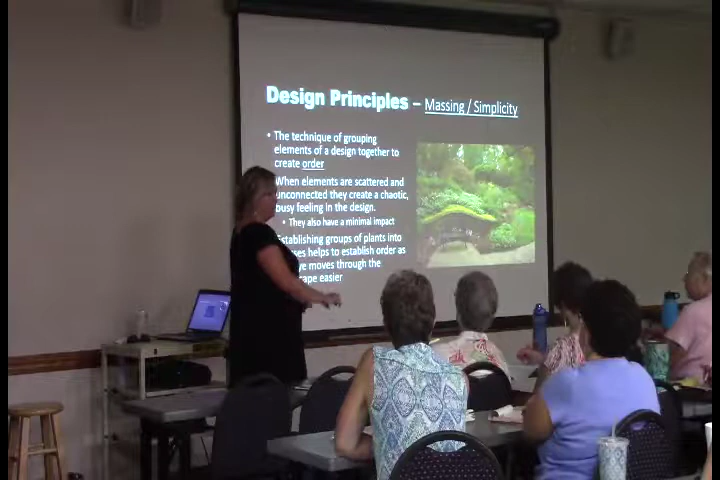 Design Principles – Massing / Simplicity
• The technique of grouping
elements of a design together to
create order
When elements are scattered and
unconnected they create a chaotic,
busy feeling in the design.
• They also have a minimal impact
Establishing groups of plants into
helps to establish order as
moves through the
easier